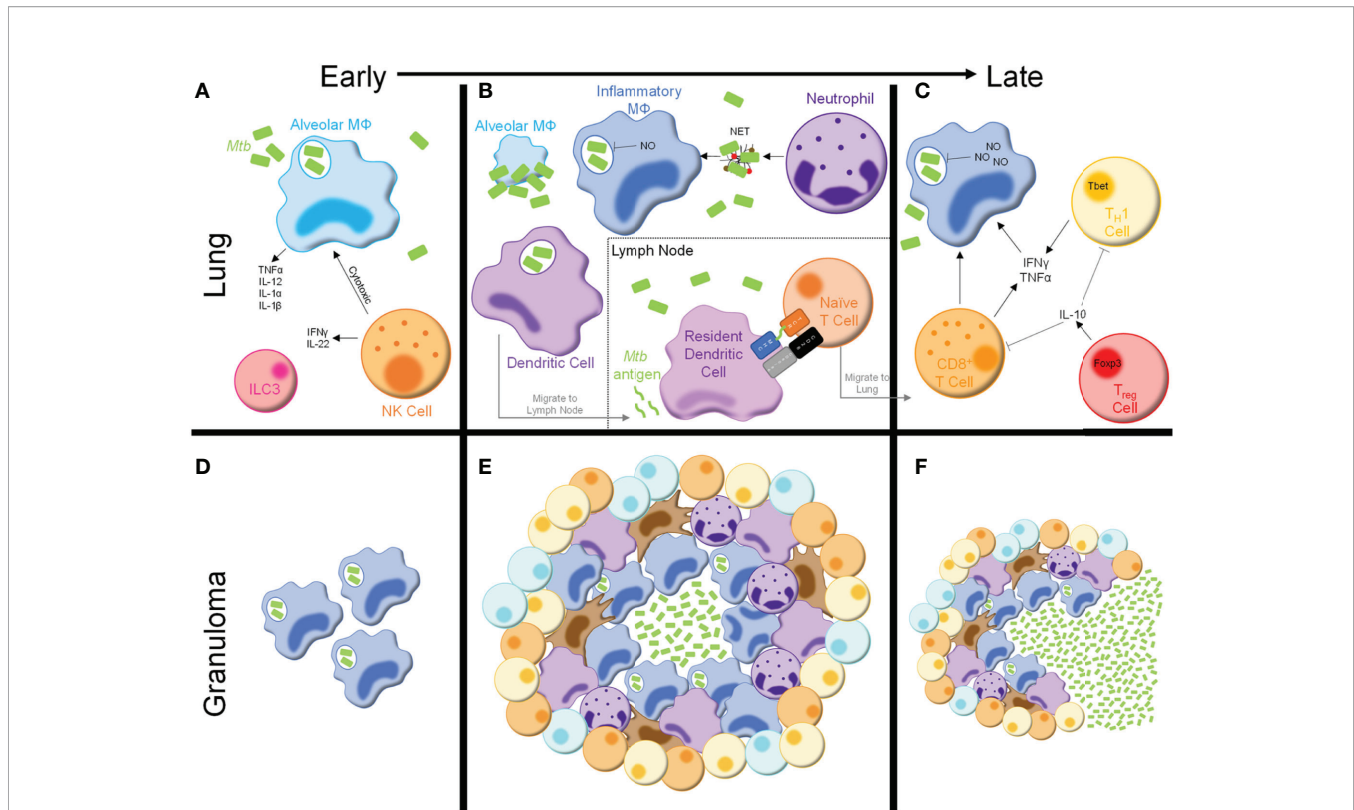 Early
Late
Lung
Granuloma
A
Mtb
Alveolar MΦ
TNFα
IL-12
IL-1α
IL-1β
Cytotoxic
IFNγ
IL-22
ILC3
NK Cell
B
Alveolar MΦ
Inflammatory
MΦ
NO
NET
Neutrophil
Dendritic Cell
Migrate to
Lymph Node
Lymph Node
Mtb
antigen
Resident
Dendritic
Cell
Naïve
T Cell
Migrate to
Lung
C
NO
NO
NO
Tbet
TH1
Cell
IFNγ
TNFα
IL-10
CD8+
T Cell
Foxp3
Treg
Cell
D
E
F